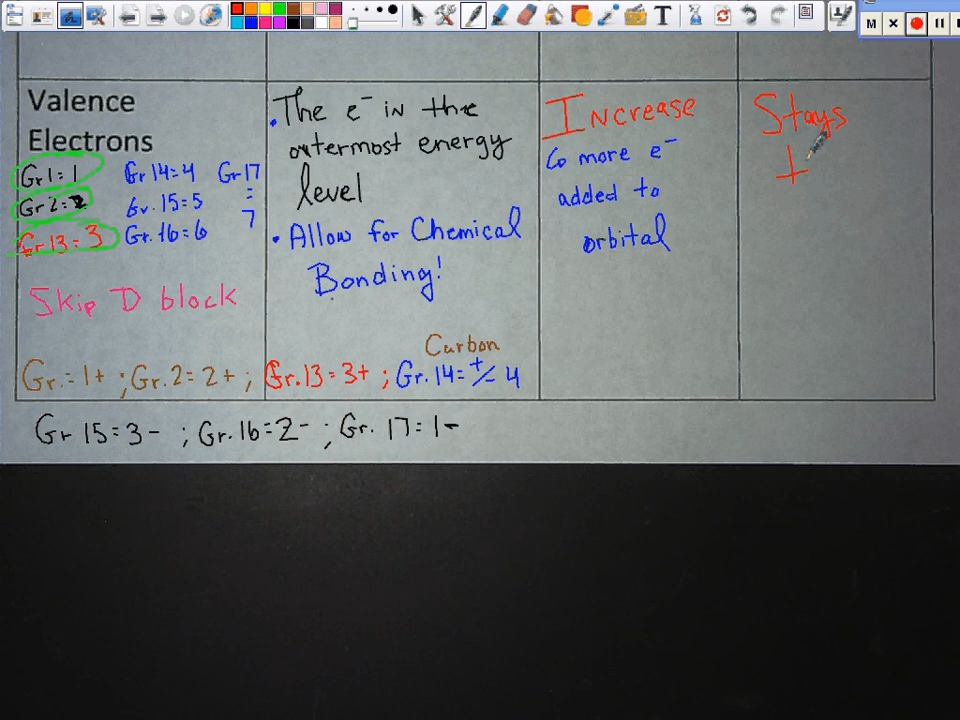 M
Valence
Electrons
Gr 1 = 1
Gr 2 = 2
Gr 13 = 3
Gr 14 = 4
Gr. 15 = 5
Gr. 16 = 6
Gr 17
=
7
Skip D block
• The e⁻ in the
outermost energy
level
• Allow for Chemical
Bonding!
Increase
more e⁻
added to
orbital
Stays
Carbon
Gr. = 1+ ; Gr. 2 = 2+ ; Gr. 13 = 3+ ; Gr. 14 = +/- 4
Gr 15 = 3- ; Gr. 16 = 2- ; Gr. 17 = 1-